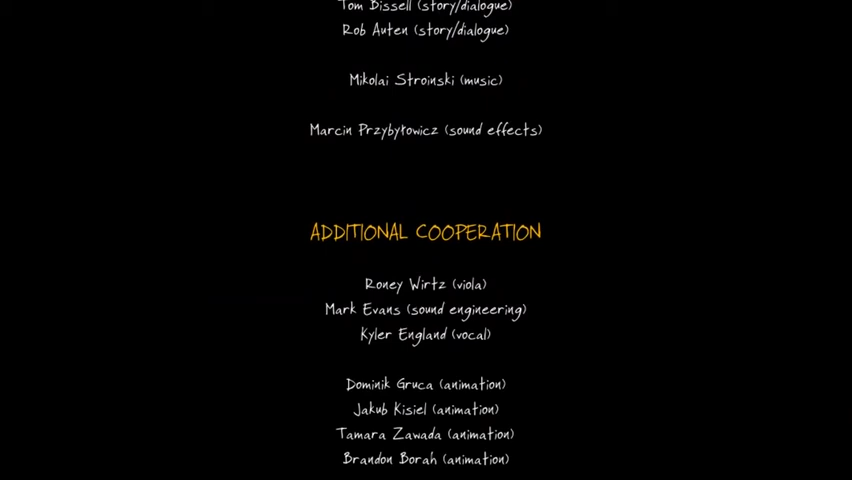 Tom Bissell (story/dialogue)
Rob Auten (story/dialogue)
Mikolai Stroinski (music)
Marcin Przybyłowicz (sound effects)
ADDITIONAL COOPERATION
Roney Wirtz (viola)
Mark Evans (sound engineering)
Kyler England (vocal)
Dominik Gruca (animation)
Jakub Kisiel (animation)
Tamara Zawada (animation)
Brandon Borah (animation)